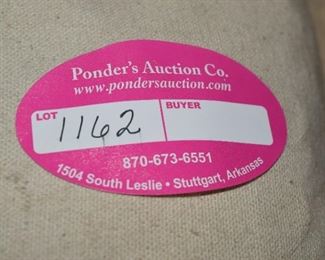 Ponder's Auction Co.
www.pondersauction.com
LOT BUYER
1162
870-673-6551
1504 South Leslie • Stuttgart, Arkansas